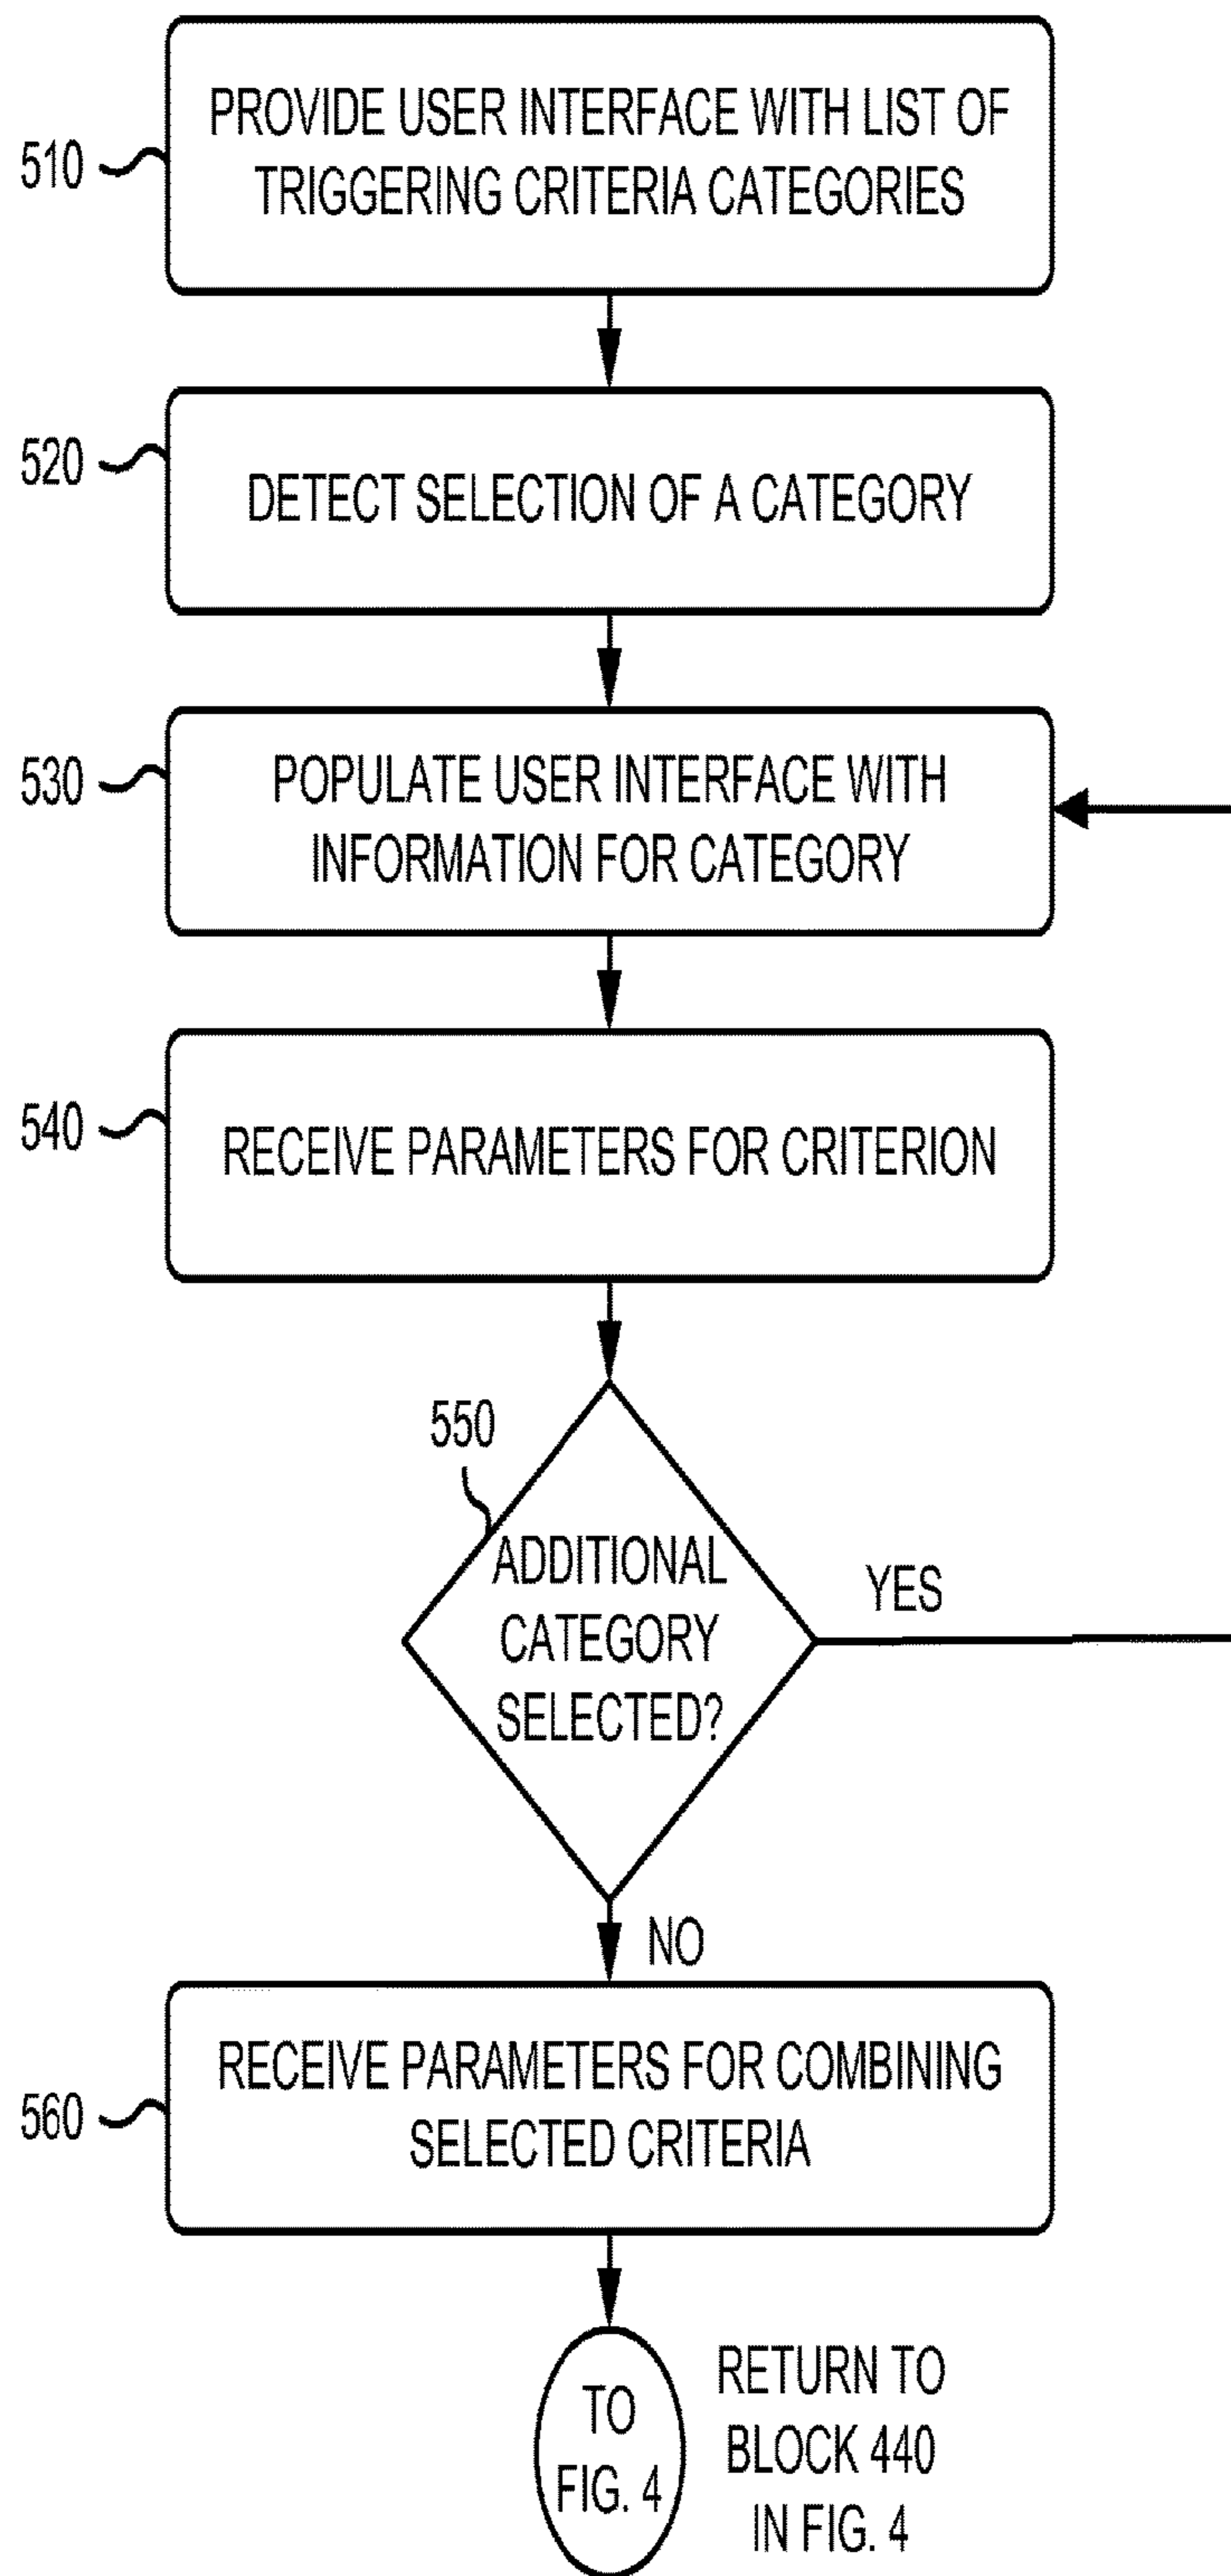 510
PROVIDE USER INTERFACE WITH LIST OF
TRIGGERING CRITERIA CATEGORIES
520
DETECT SELECTION OF A CATEGORY
530
POPULATE USER INTERFACE WITH
INFORMATION FOR CATEGORY
540
RECEIVE PARAMETERS FOR CRITERION
550
ADDITIONAL
CATEGORY
SELECTED?
YES
NO
560
RECEIVE PARAMETERS FOR COMBINING
SELECTED CRITERIA
TO
FIG. 4
RETURN TO
BLOCK 440
IN FIG. 4